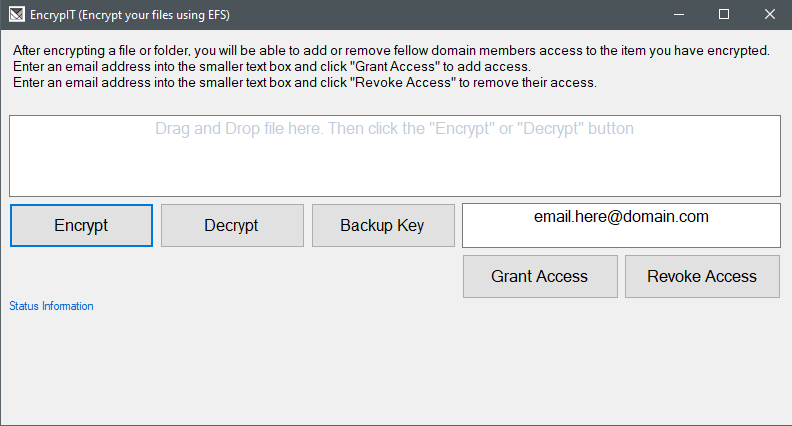 EncrypIT (Encrypt your files using EFS)
After encrypting a file or folder, you will be able to add or remove fellow domain members access to the item you have encrypted.
Enter an email address into the smaller text box and click "Grant Access" to add access.
Enter an email address into the smaller text box and click "Revoke Access" to remove their access.
Drag and Drop file here. Then click the "Encrypt" or "Decrypt" button
Encrypt
Decrypt
Backup Key
email.here@domain.com
Grant Access
Revoke Access
Status Information